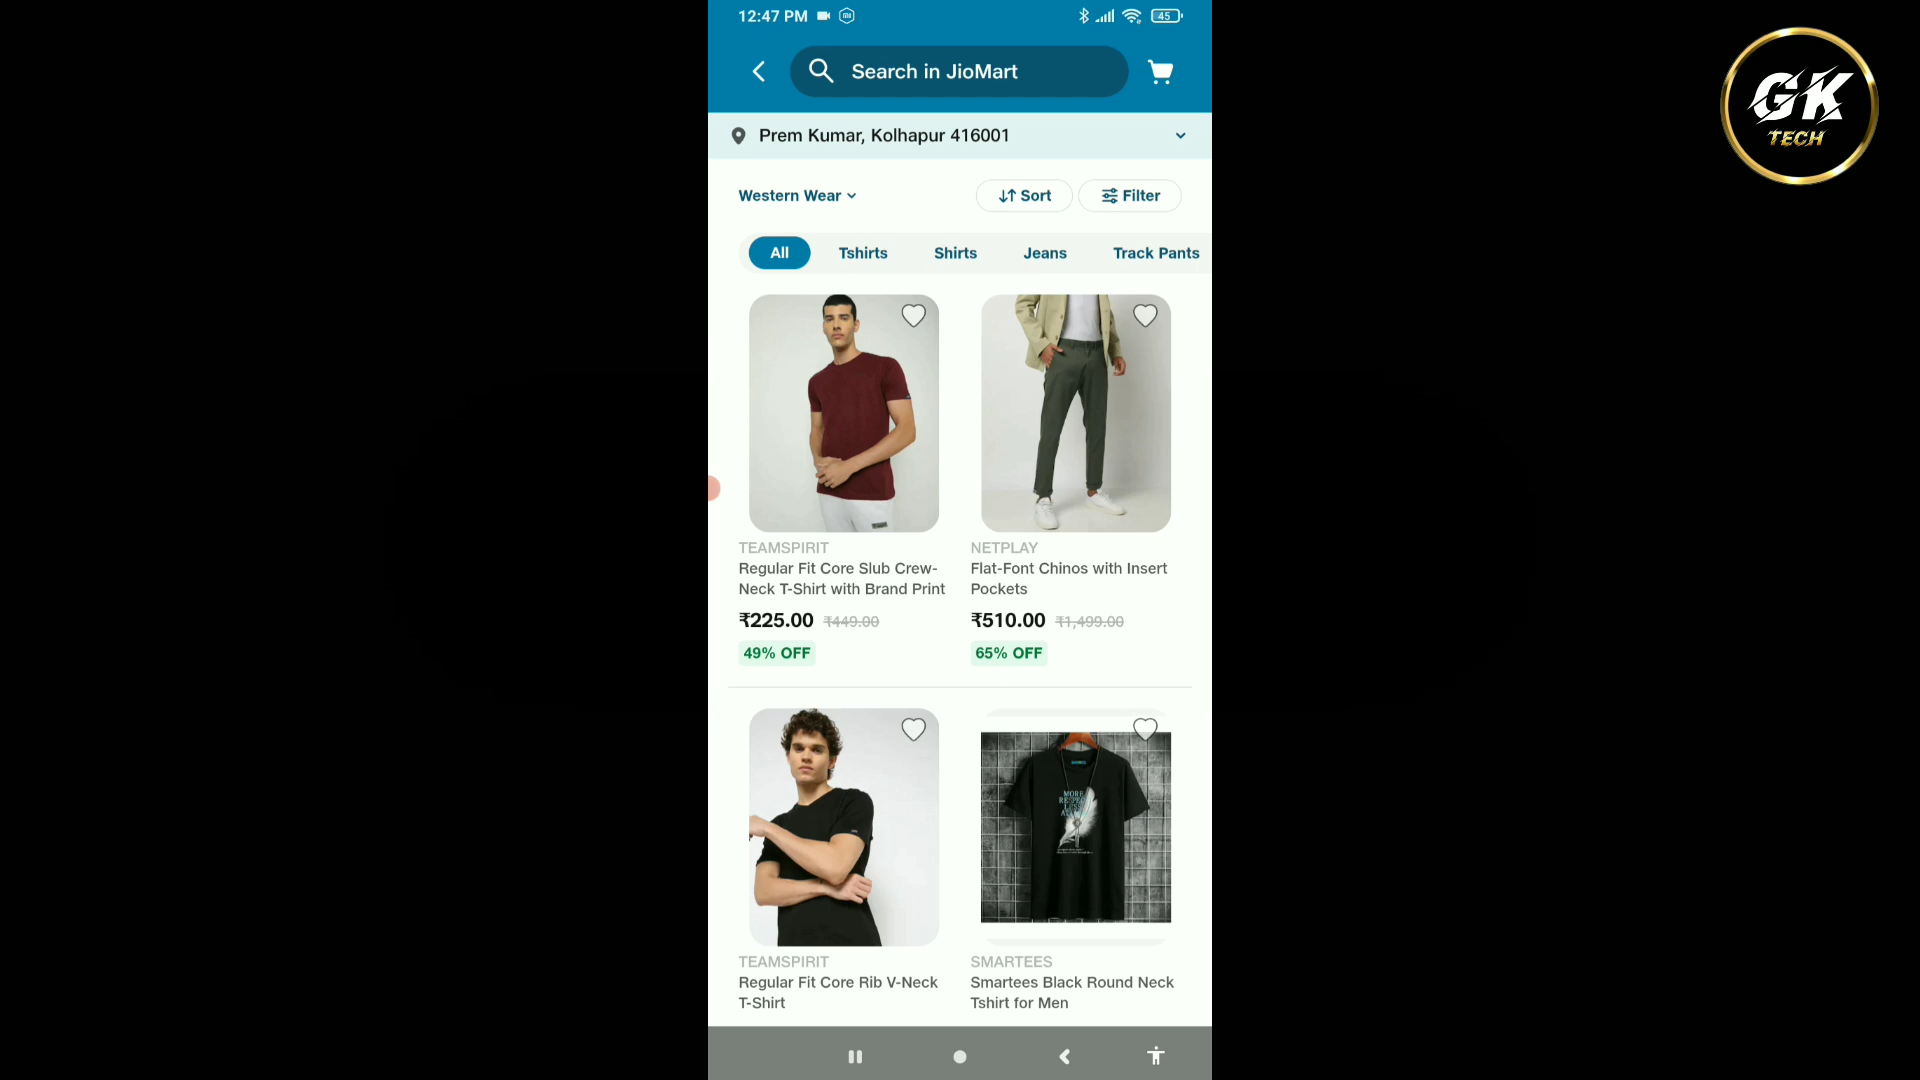 12:47 PM
45
Search in JioMart
Prem Kumar, Kolhapur 416001
Western Wear
Sort
Filter
All
Tshirts
Shirts
Jeans
Track Pants
TEAMSPIRIT
Regular Fit Core Slub Crew-
Neck T-Shirt with Brand Print
₹225.00 ₹449.00
49% OFF
NETPLAY
Flat-Font Chinos with Insert
Pockets
₹510.00 ₹1,499.00
65% OFF
MORE
TEAMSPIRIT
Regular Fit Core Rib V-Neck
T-Shirt
SMARTEES
Smartees Black Round Neck
Tshirt for Men
GK
TECH